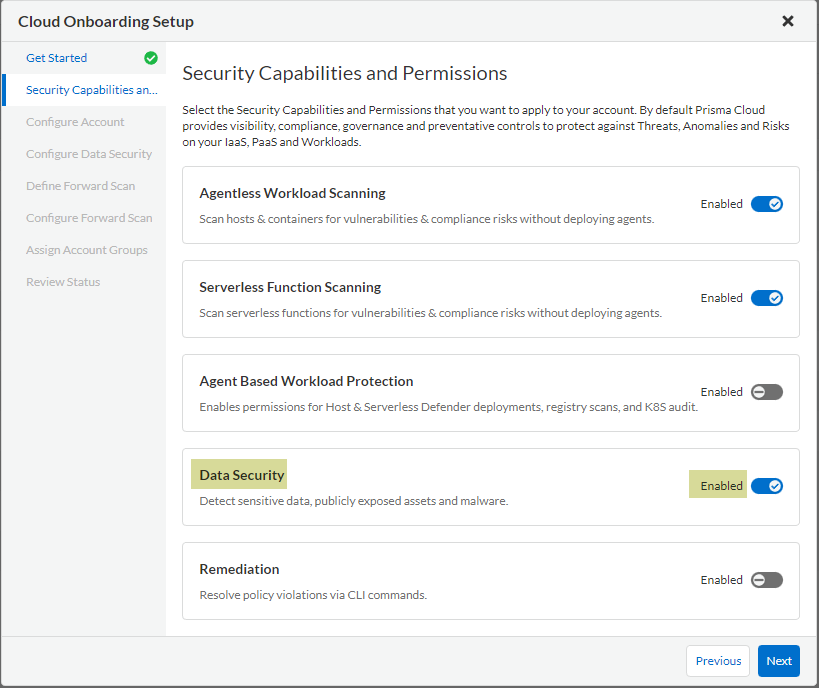 Cloud Onboarding Setup
Get Started
Security Capabilities an...
Configure Account
Configure Data Security
Define Forward Scan
Configure Forward Scan
Assign Account Groups
Review Status
Security Capabilities and Permissions
Select the Security Capabilities and Permissions that you want to apply to your account. By default Prisma Cloud
provides visibility, compliance, governance and preventative controls to protect against Threats, Anomalies and Risks
on your IaaS, PaaS and Workloads.
Agentless Workload Scanning
Scan hosts & containers for vulnerabilities & compliance risks without deploying agents.
Enabled
Serverless Function Scanning
Scan serverless functions for vulnerabilities & compliance risks without deploying agents.
Enabled
Agent Based Workload Protection
Enables permissions for Host & Serverless Defender deployments, registry scans, and K8S audit.
Enabled
Data Security
Detect sensitive data, publicly exposed assets and malware.
Enabled
Remediation
Resolve policy violations via CLI commands.
Enabled
Previous
Next